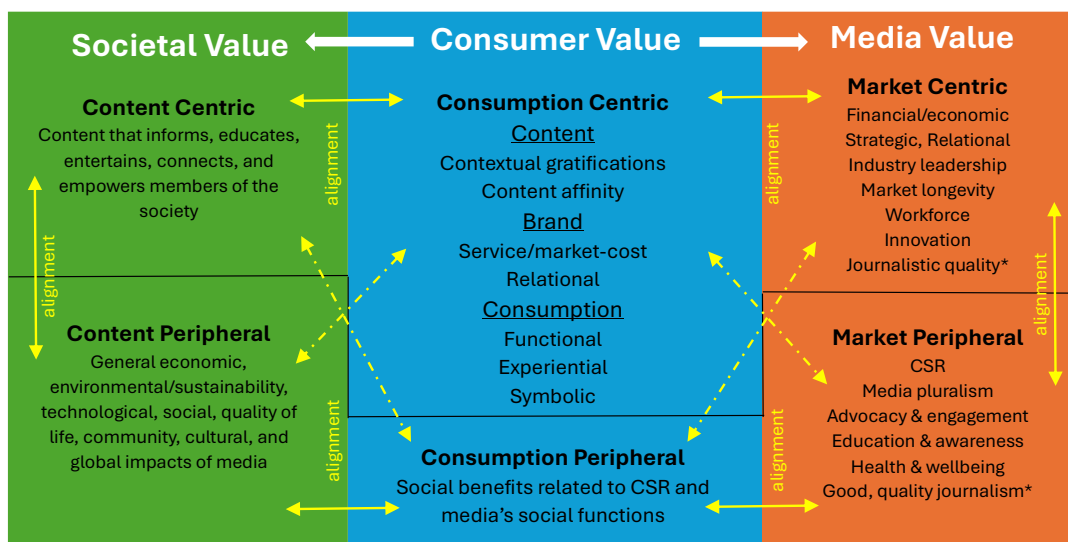 Societal Value
Consumer Value
Media Value
Content Centric
Content that informs, educates,
entertains, connects, and
empowers members of the
society
alignment
alignment
Content Peripheral
General economic,
environmental/sustainability,
technological, social, quality of
life, community, cultural, and
global impacts of media
alignment
Consumption Centric
Content
Contextual gratifications
Content affinity
Brand
Service/market-cost
Relational
Consumption
Functional
Experiential
Symbolic
Consumption Peripheral
Social benefits related to CSR and
media's social functions
alignment
Market Centric
Financial/economic
Strategic, Relational
Industry leadership
Market longevity
Workforce
Innovation
Journalistic quality*
alignment
Market Peripheral
CSR
Media pluralism
Advocacy & engagement
Education & awareness
Health & wellbeing
Good, quality journalism*
alignment